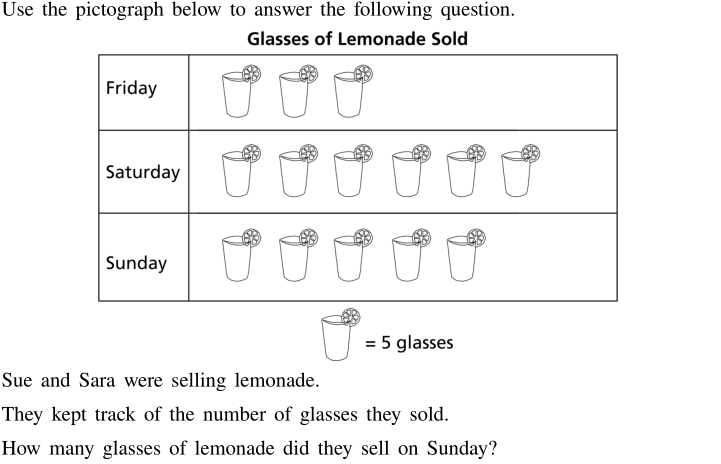 Use the pictograph below to answer the following question.
Glasses of Lemonade Sold
Friday
Saturday
Sunday
= 5 glasses
Sue and Sara were selling lemonade.
They kept track of the number of glasses they sold.
How many glasses of lemonade did they sell on Sunday?